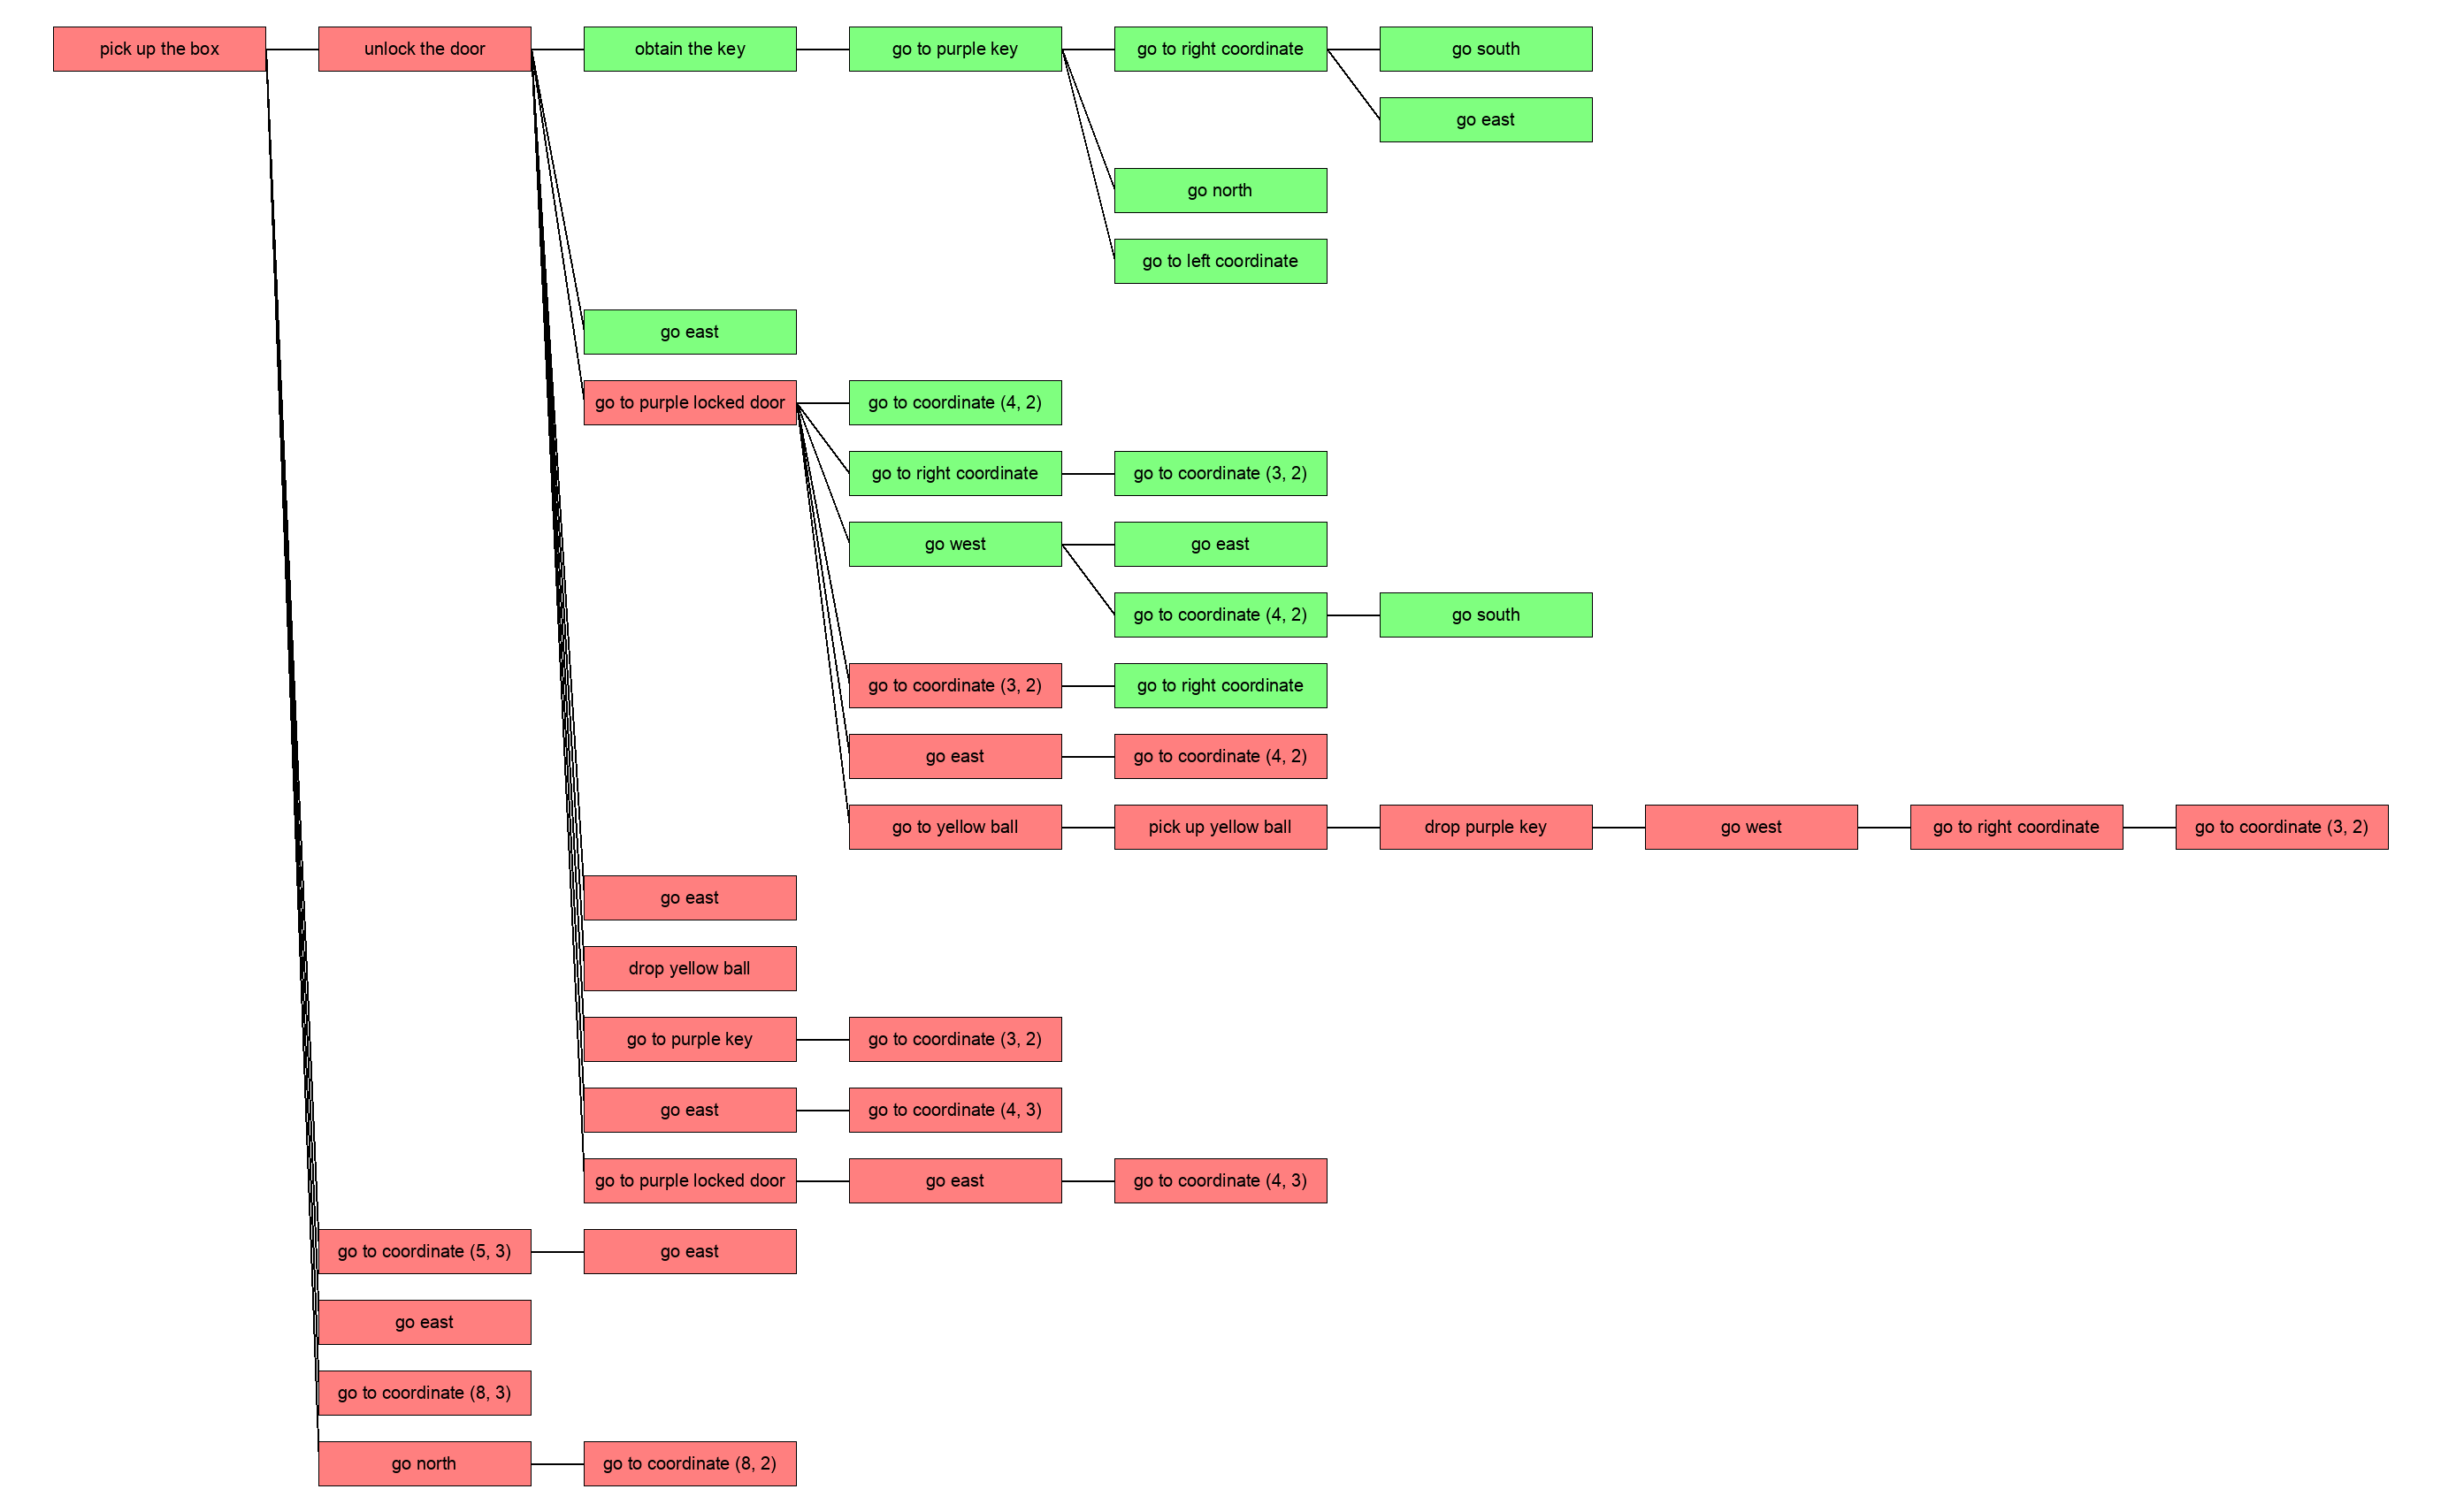 pick up the box
unlock the door
obtain the key
go to purple key
go to right coordinate
go south
go east
go north
go to left coordinate
go east
go to purple locked door
go to coordinate (4, 2)
go to right coordinate
go to coordinate (3, 2)
go west
go east
go to coordinate (4, 2)
go south
go to coordinate (3, 2)
go to right coordinate
go east
go to coordinate (4, 2)
go to yellow ball
pick up yellow ball
drop purple key
go west
go to right coordinate
go to coordinate (3, 2)
go east
drop yellow ball
go to purple key
go to coordinate (3, 2)
go east
go to coordinate (4, 3)
go to purple locked door
go east
go to coordinate (4, 3)
go to coordinate (5, 3)
go east
go east
go to coordinate (8, 3)
go north
go to coordinate (8, 2)